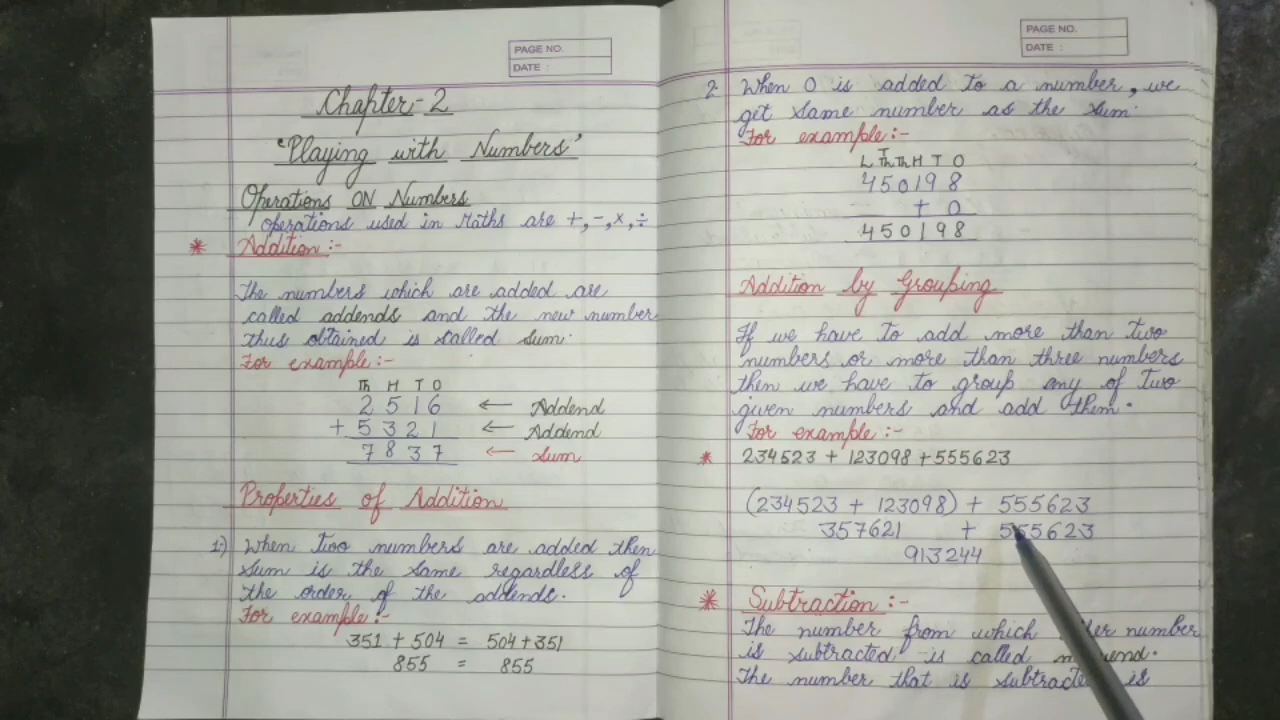 PAGE NO.
DATE :
Chapter-2
"Playing with Numbers"
Operations ON Numbers
operations used in Maths are +, -, ×, ÷
* Addition :-
The numbers which are added are
called addends and the new number
thus obtained is called sum.
For example :-
Th H T O
2 5 1 6 ← Addend
+ 5 3 2 1 ← Addend
7 8 3 7 ← Sum
Properties of Addition
1.) When two numbers are added then
sum is the same regardless of
the order of the addends.
For example :-
351 + 504 = 504 + 351
855 = 855
PAGE NO.
DATE :
2. When 0 is added to a number, we
get same number as the sum.
For example :-
L TTh Th H T O
4 5 0 1 9 8
+ 0
4 5 0 1 9 8
Addition by Grouping
If we have to add more than two
numbers or more than three numbers
then we have to group any of two
given numbers and add them.
For example :-
* 234523 + 123098 + 555623
(234523 + 123098) + 555623
357621 + 555623
913244
* Subtraction :-
The number from which number
is subtracted is called
The number that is subtracted is